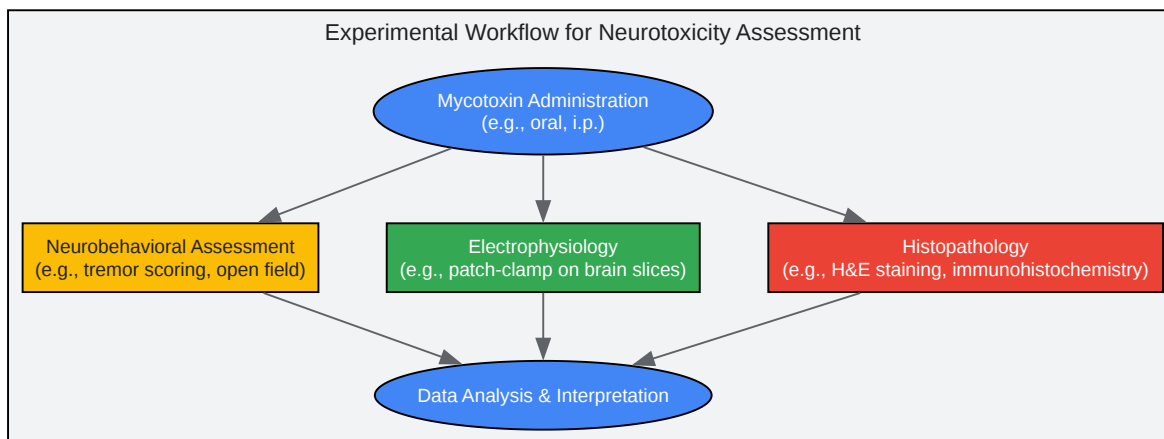 Experimental Workflow for Neurotoxicity Assessment
Mycotoxin Administration
(e.g., oral, i.p.)
Neurobehavioral Assessment
(e.g., tremor scoring, open field)
Electrophysiology
(e.g., patch-clamp on brain slices)
Histopathology
(e.g., H&E staining, immunohistochemistry)
Data Analysis & Interpretation